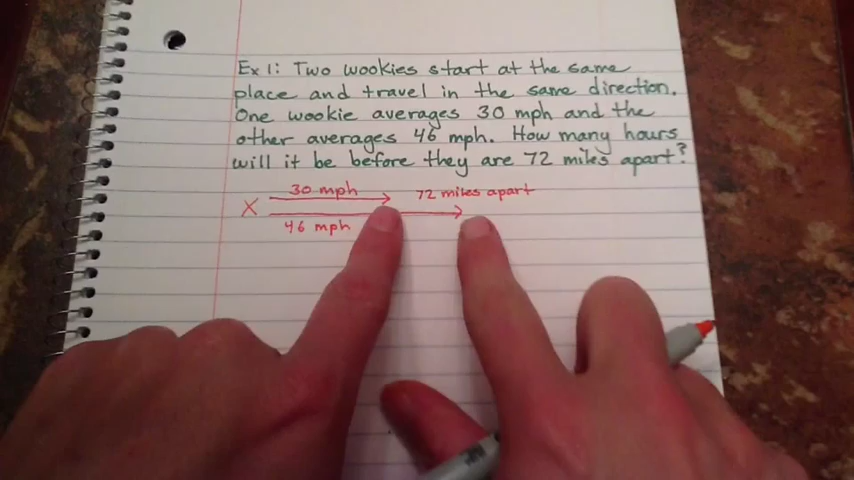 Ex 1: Two wookies start at the same
place and travel in the same direction.
One wookie averages 30 mph and the
other averages 46 mph. How many hours
will it be before they are 72 miles apart?
30 mph 72 miles apart
X
46 mph